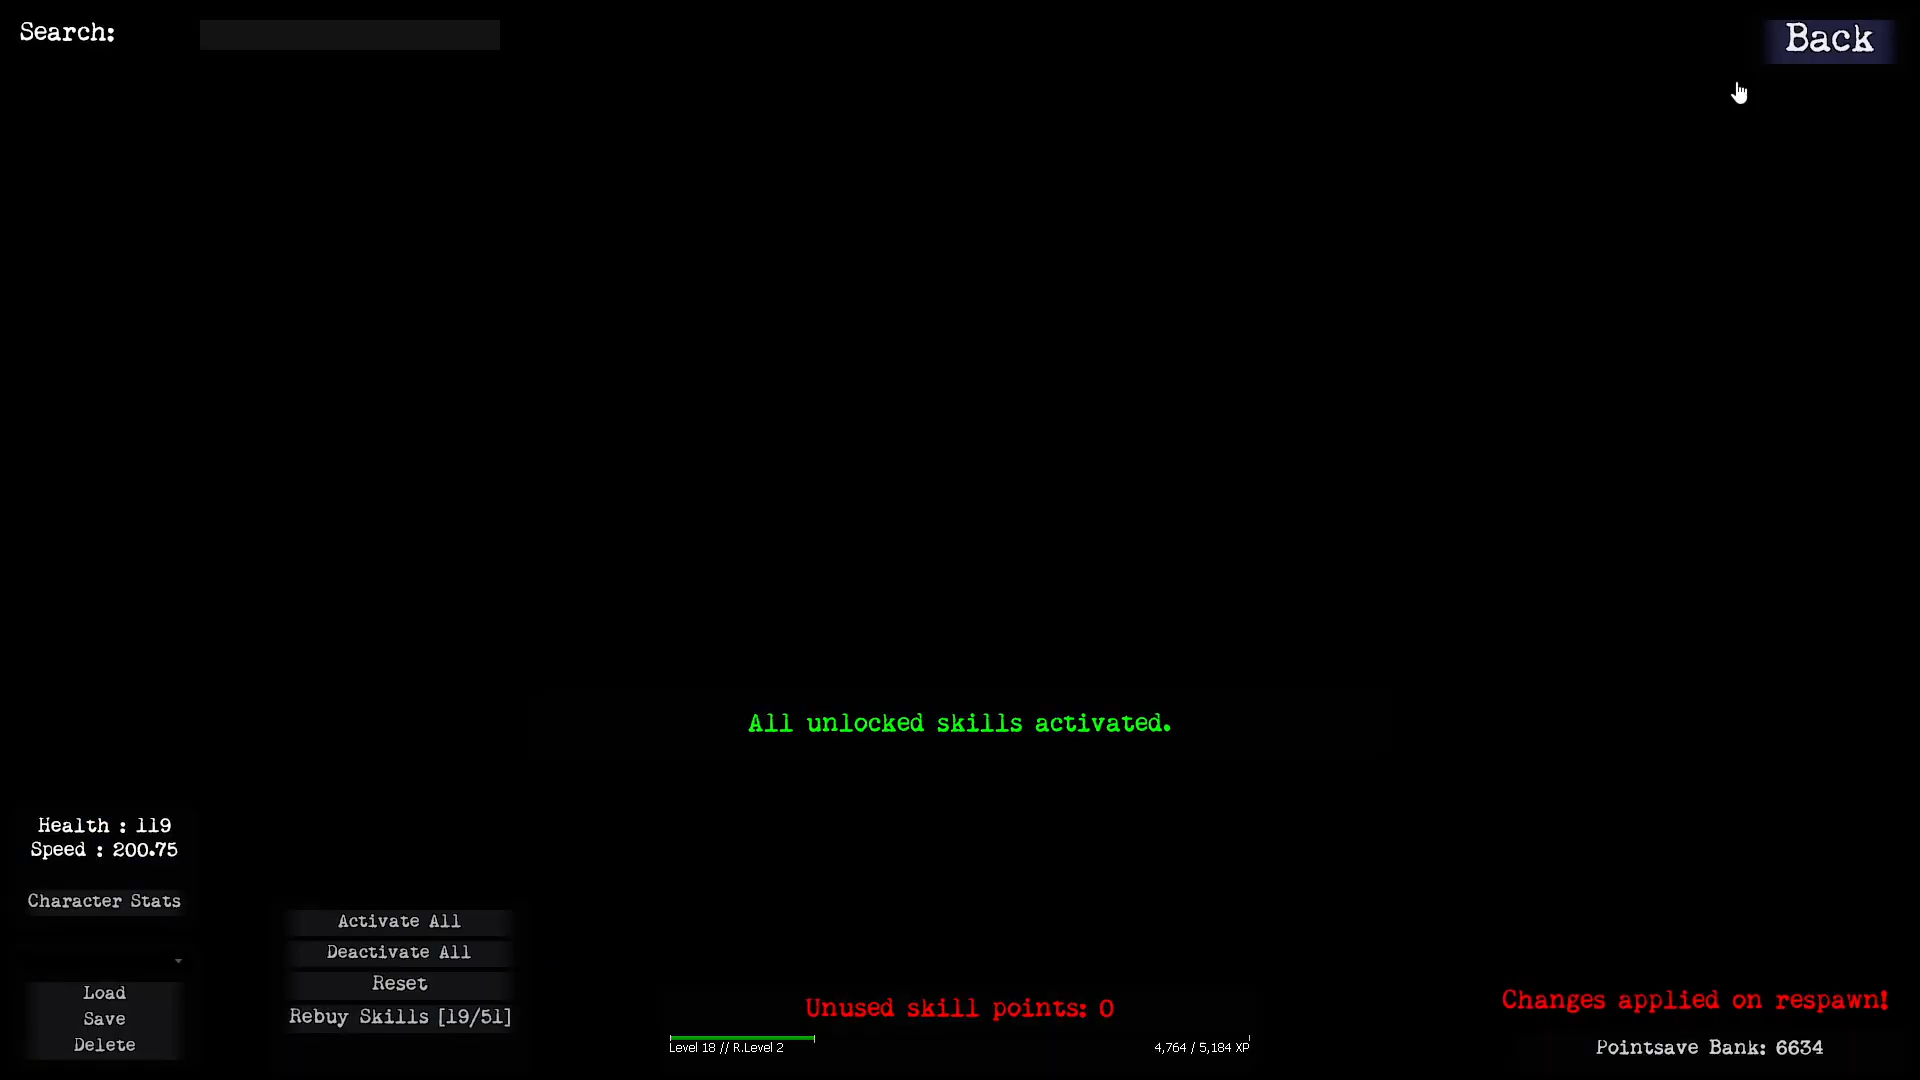 Search:
Back
All unlocked skills activated.
Health : 119
Speed : 200.75
Character Stats
Load
Save
Delete
Activate All
Deactivate All
Reset
Rebuy Skills [19/51]
Unused skill points: 0
Level 18 // R.Level 2
4,764 / 5,184 XP
Changes applied on respawn!
Pointsave Bank: 6634